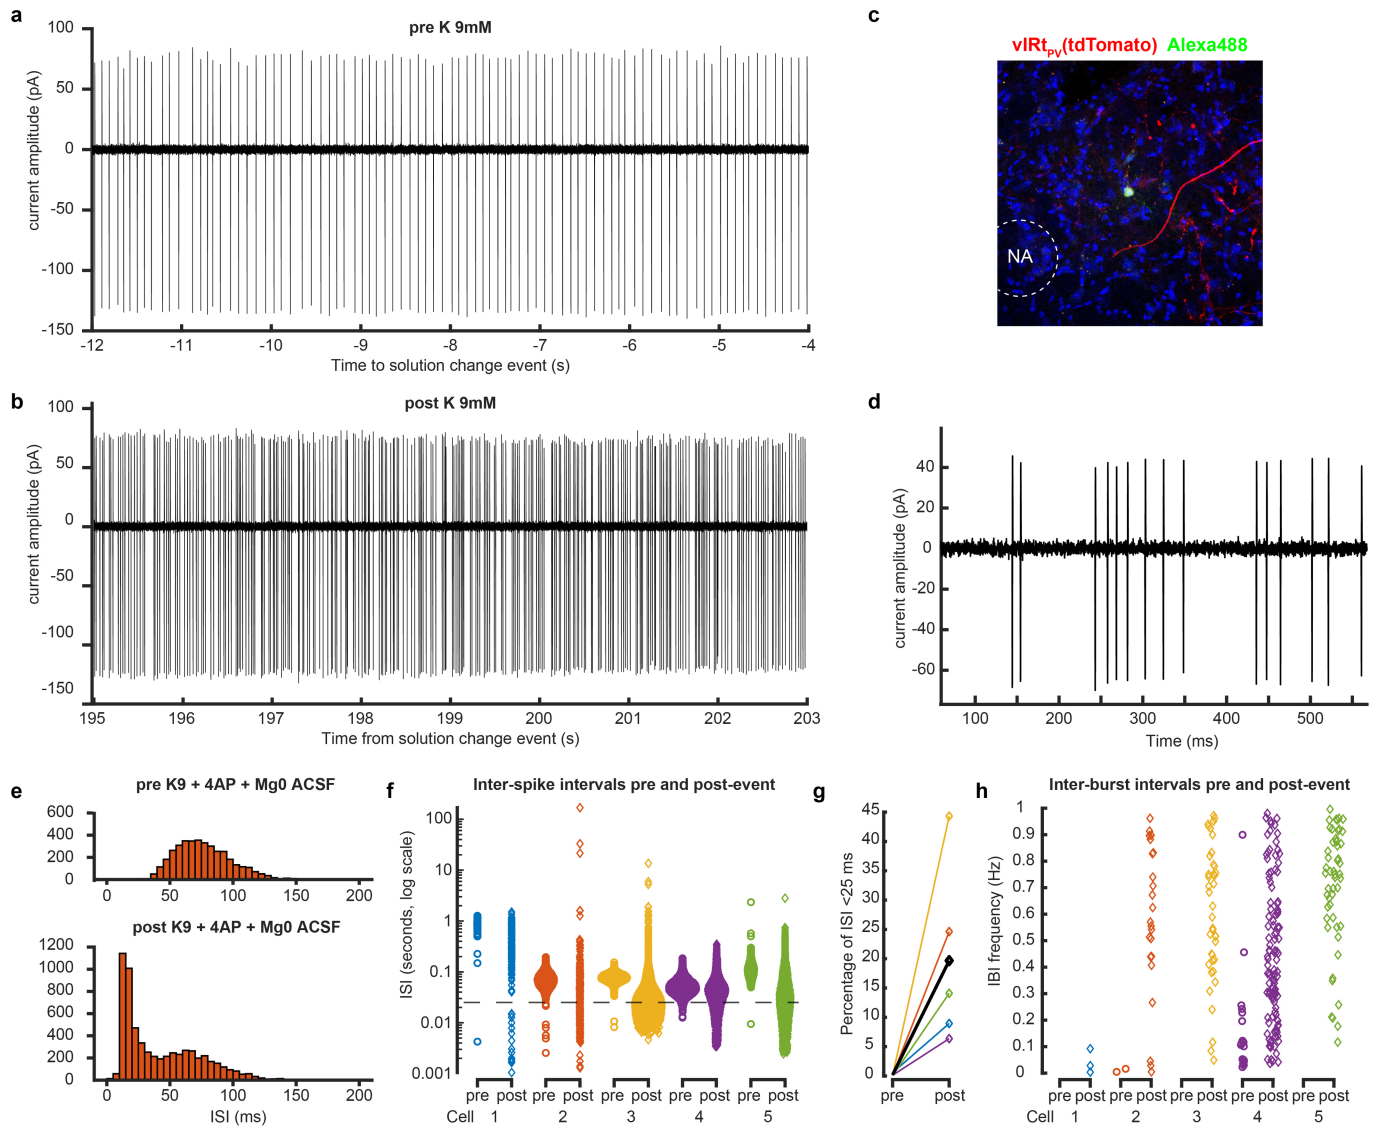 a
pre K 9mM
100
50
0
-50
-100
-150
current amplitude (pA)
-12 -11 -10 -9 -8 -7 -6 -5 -4
Time to solution change event (s)
b
post K 9mM
100
50
0
-50
-100
-150
current amplitude (pA)
195 196 197 198 199 200 201 202 203
Time from solution change event (s)
c
vIRtPV(tdTomato) Alexa488
NA
d
40
20
0
-20
-40
-60
current amplitude (pA)
100 200 300 400 500
Time (ms)
e
pre K9 + 4AP + Mg0 ACSF
600
400
200
0
0 50 100 150 200
post K9 + 4AP + Mg0 ACSF
1200
1000
800
600
400
200
0
0 50 100 150 200
ISI (ms)
f
Inter-spike intervals pre and post-event
100
10
1
0.1
0.01
0.001
ISI (seconds, log scale)
pre post pre post pre post pre post pre post
Cell 1 2 3 4 5
g
45
40
35
30
25
20
15
10
5
0
Percentage of ISI <25 ms
pre post
h
Inter-burst intervals pre and post-event
1
0.9
0.8
0.7
0.6
0.5
0.4
0.3
0.2
0.1
0
IBI frequency (Hz)
pre post pre post pre post pre post pre post
Cell 1 2 3 4 5